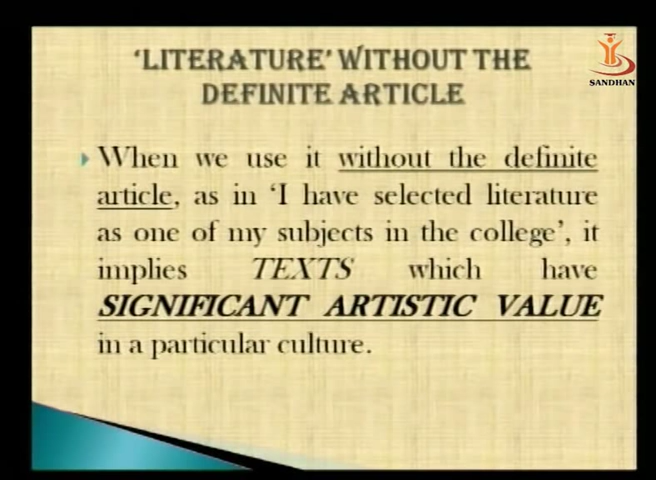 'LITERATURE' WITHOUT THE
DEFINITE ARTICLE
SANDHAN
When we use it without the definite
article, as in 'I have selected literature
as one of my subjects in the college', it
implies TEXTS which have
SIGNIFICANT ARTISTIC VALUE
in a particular culture.